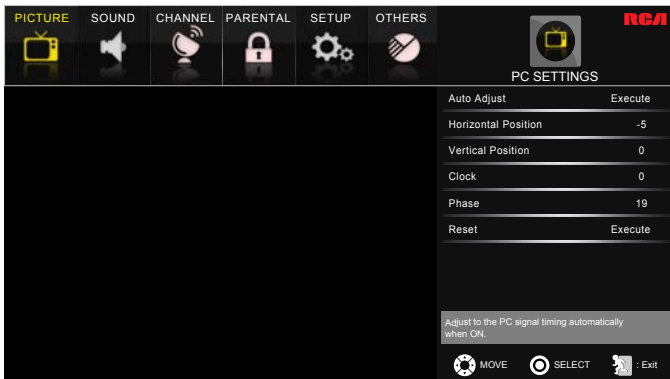 PICTURE SOUND CHANNEL PARENTAL SETUP OTHERS
RCA
PC SETTINGS
Auto Adjust Execute
Horizontal Position -5
Vertical Position 0
Clock 0
Phase 19
Reset Execute
Adjust to the PC signal timing automatically
when ON.
MOVE SELECT : Exit